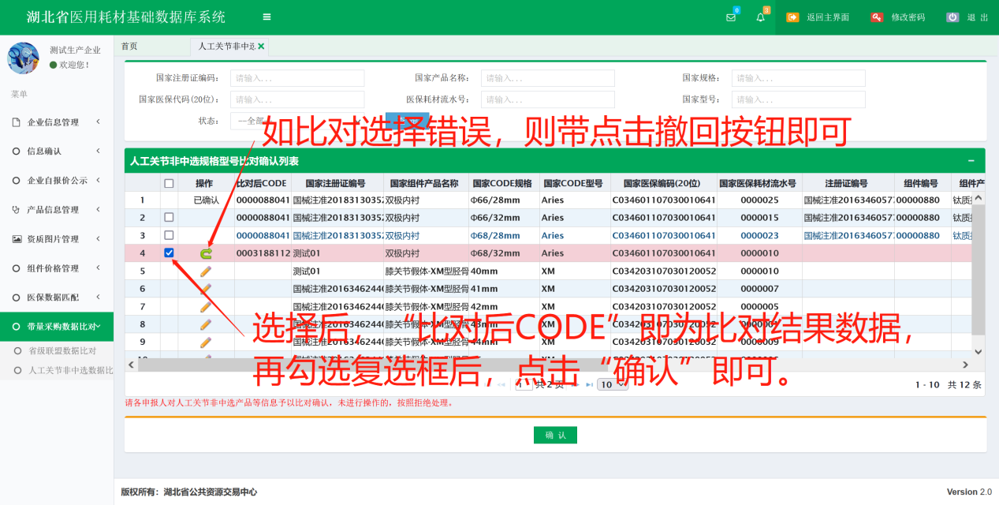 湖北省医用耗材基础数据库系统
0
3
返回主界面
修改密码
退 出
测试生产企业
欢迎您！
首页
人工关节非中选
菜单
企业信息管理
信息确认
企业自报价公示
产品信息管理
资质图片管理
组件价格管理
医保数据匹配
带量采购数据比对
省级联盟数据比对
人工关节非中选数据比
国家注册证编码： 请输入...
国家产品名称： 请输入...
国家规格： 请输入...
国家医保代码(20位)： 请输入...
医保耗材流水号： 请输入...
国家型号： 请输入...
状态： --全部
如比对选择错误，则带点击撤回按钮即可
人工关节非中选规格型号比对确认列表
操作 比对后CODE 国家注册证编号 国家组件产品名称 国家CODE规格 国家CODE型号 国家医保编码(20位) 国家医保耗材流水号 注册证编号 组件编号 组件产
1 已确认 0000088041 国械注准2018313035 双极内衬 Φ66/28mm Aries C034601107030010641 0000025 国械注准2016346057 00000880 钛质
2 0000088041 国械注准2018313035 双极内衬 Φ66/32mm Aries C034601107030010641 0000015 国械注准2016346057 00000880 钛质
3 0000088041 国械注准2018313035 双极内衬 Φ68/28mm Aries C034601107030010641 0000023 国械注准2016346057 00000880 钛质
4 0003188112 测试01 双极内衬 Φ68/32mm Aries C034601107030010641 0000010
5 测试01 膝关节假体-XM型胫骨 40mm XM C034203107030120052 0000010
6 国械注准2016346244 膝关节假体-XM型胫骨 41mm XM C034203107030120052 0000007
7 国械注准2016346244 膝关节假体-XM型胫骨 42mm XM C034203107030120052 0000005
8 国械注准2016346244 膝关节假体-XM型胫骨 43mm XM C034203107030120052
9 国械注准2016346244 膝关节假体-XM型胫骨 44mm XM C034203107030120052 0000009
选择后，“比对后CODE”即为比对结果数据，
再勾选复选框后，点击“确认”即可。
1 共 2 页 10
1 - 10 共 12 条
请各申报人对人工关节非中选产品等信息予以比对确认，未进行操作的，按照拒绝处理。
确 认
版权所有：湖北省公共资源交易中心
Version 2.0